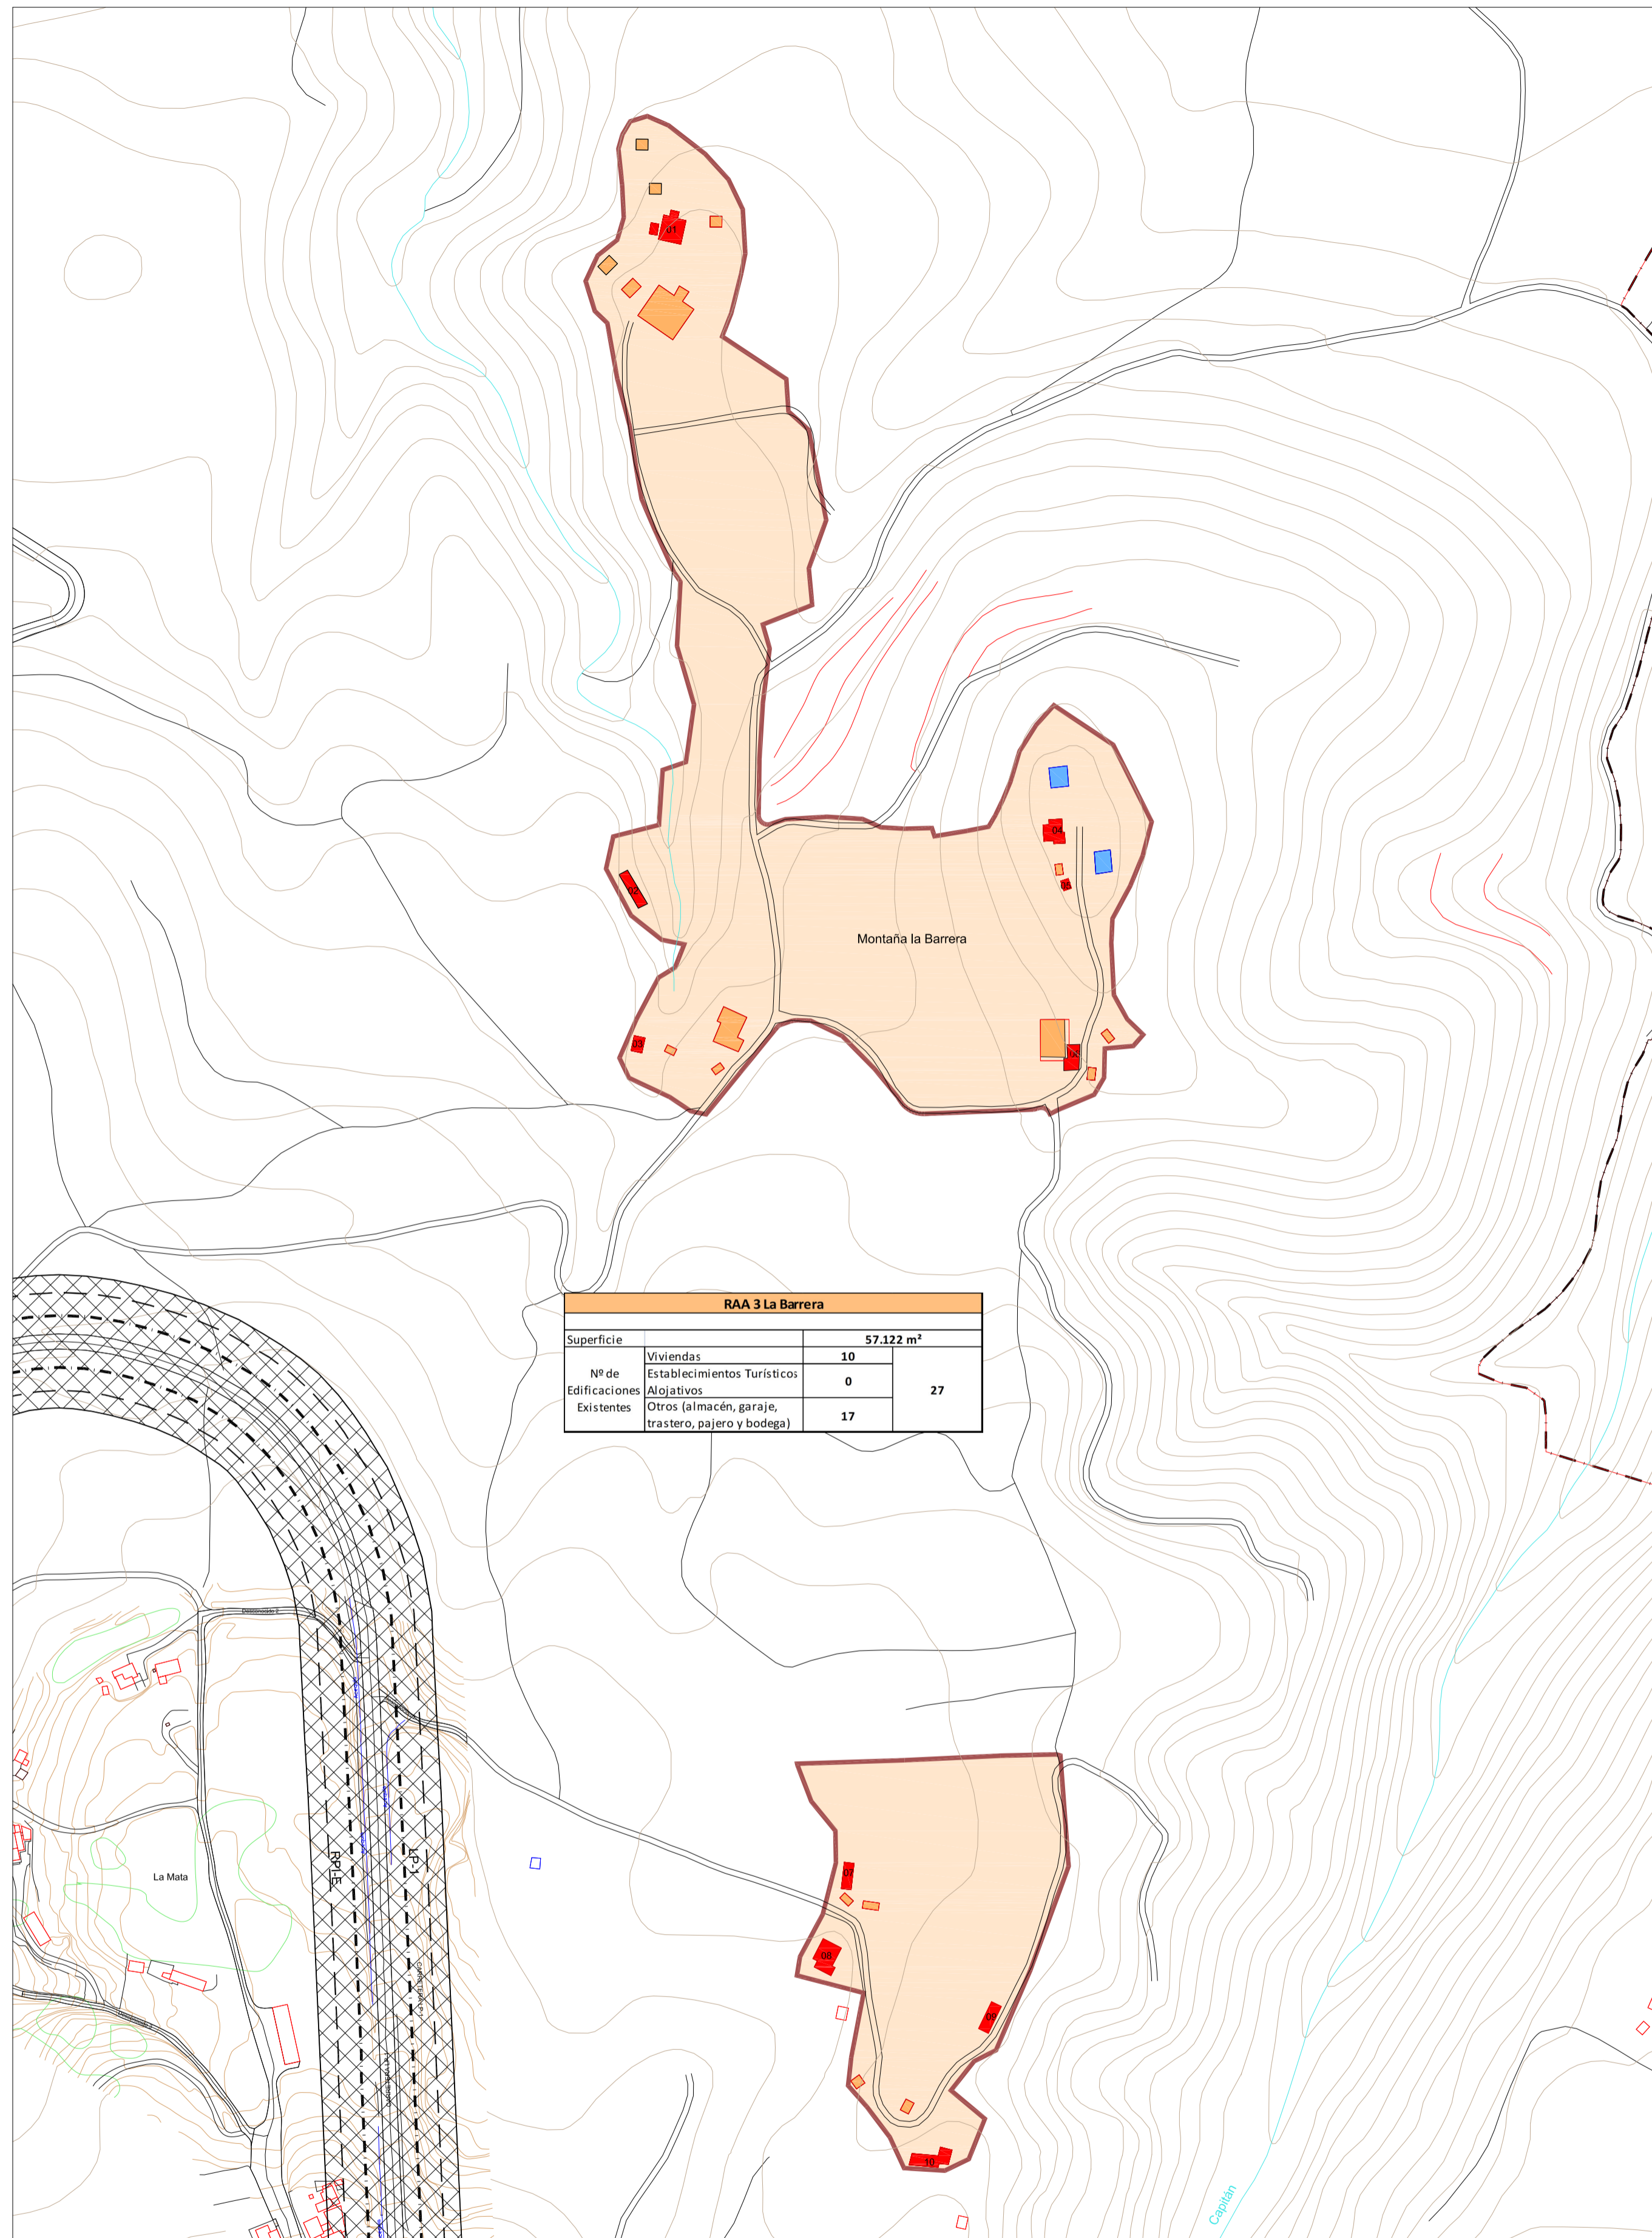 01
02
04
05
Montaña la Barrera
03
06
RAA 3 La Barrera
Superficie
57.122 m²
Nº de
Edificaciones
Existentes
Viviendas
10
Establecimientos Turísticos
Alojativos
0
Otros (almacén, garaje,
trastero, pajero y bodega)
17
27
RPI-E
LP-1
La Mata
07
08
09
10
Capitán